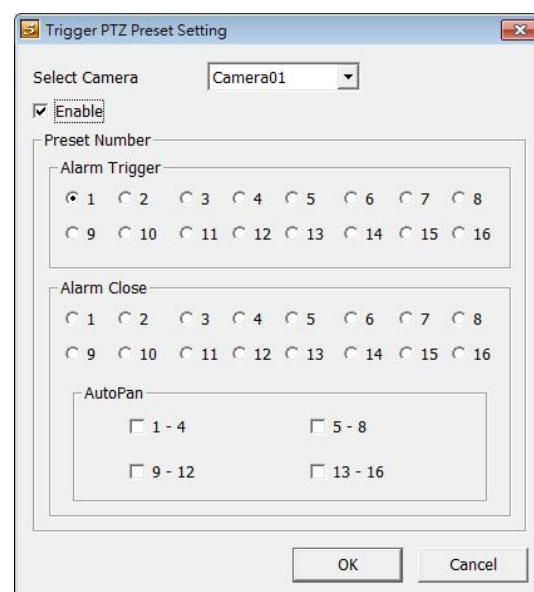 Trigger PTZ Preset Setting
Select Camera Camera01
Enable
Preset Number
Alarm Trigger
1 2 3 4 5 6 7 8
9 10 11 12 13 14 15 16
Alarm Close
1 2 3 4 5 6 7 8
9 10 11 12 13 14 15 16
AutoPan
1 - 4 5 - 8
9 - 12 13 - 16
OK Cancel